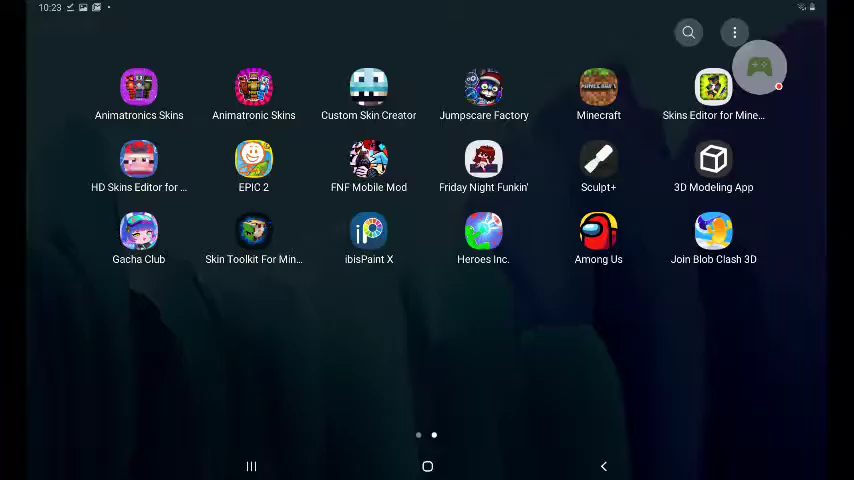 10:23
Animatronics Skins
Animatronic Skins
Custom Skin Creator
Jumpscare Factory
Minecraft
Skins Editor for Mine...
HD Skins Editor for ...
EPIC 2
FNF Mobile Mod
Friday Night Funkin'
Sculpt+
3D Modeling App
Gacha Club
Skin Toolkit For Min...
ibisPaint X
Heroes Inc.
Among Us
Join Blob Clash 3D